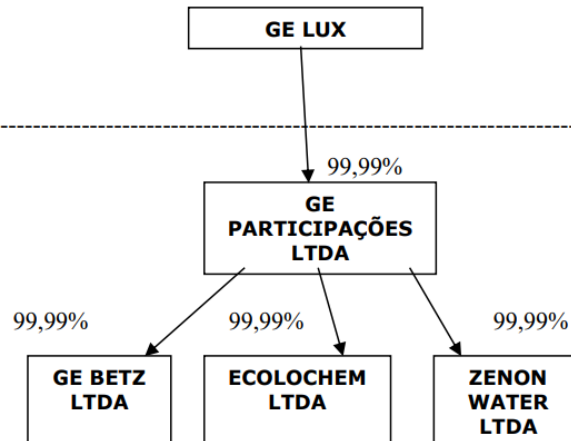 GE LUX
99,99%
GE
PARTICIPAÇÕES
LTDA
99,99%
99,99%
99,99%
GE BETZ
LTDA
ECOLOCHEM
LTDA
ZENON
WATER
LTDA